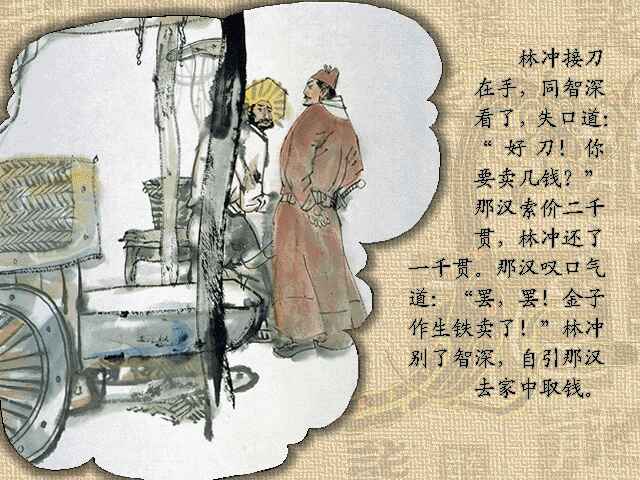 林冲接刀
在手，同智深
看了，失口道：
“好刀！你
要卖几钱？”
那汉索价二千
贯，林冲还了
一千贯。那汉叹口气
道：“罢，罢！金子
作生铁卖了！”林冲
别了智深，自引那汉
去家中取钱。